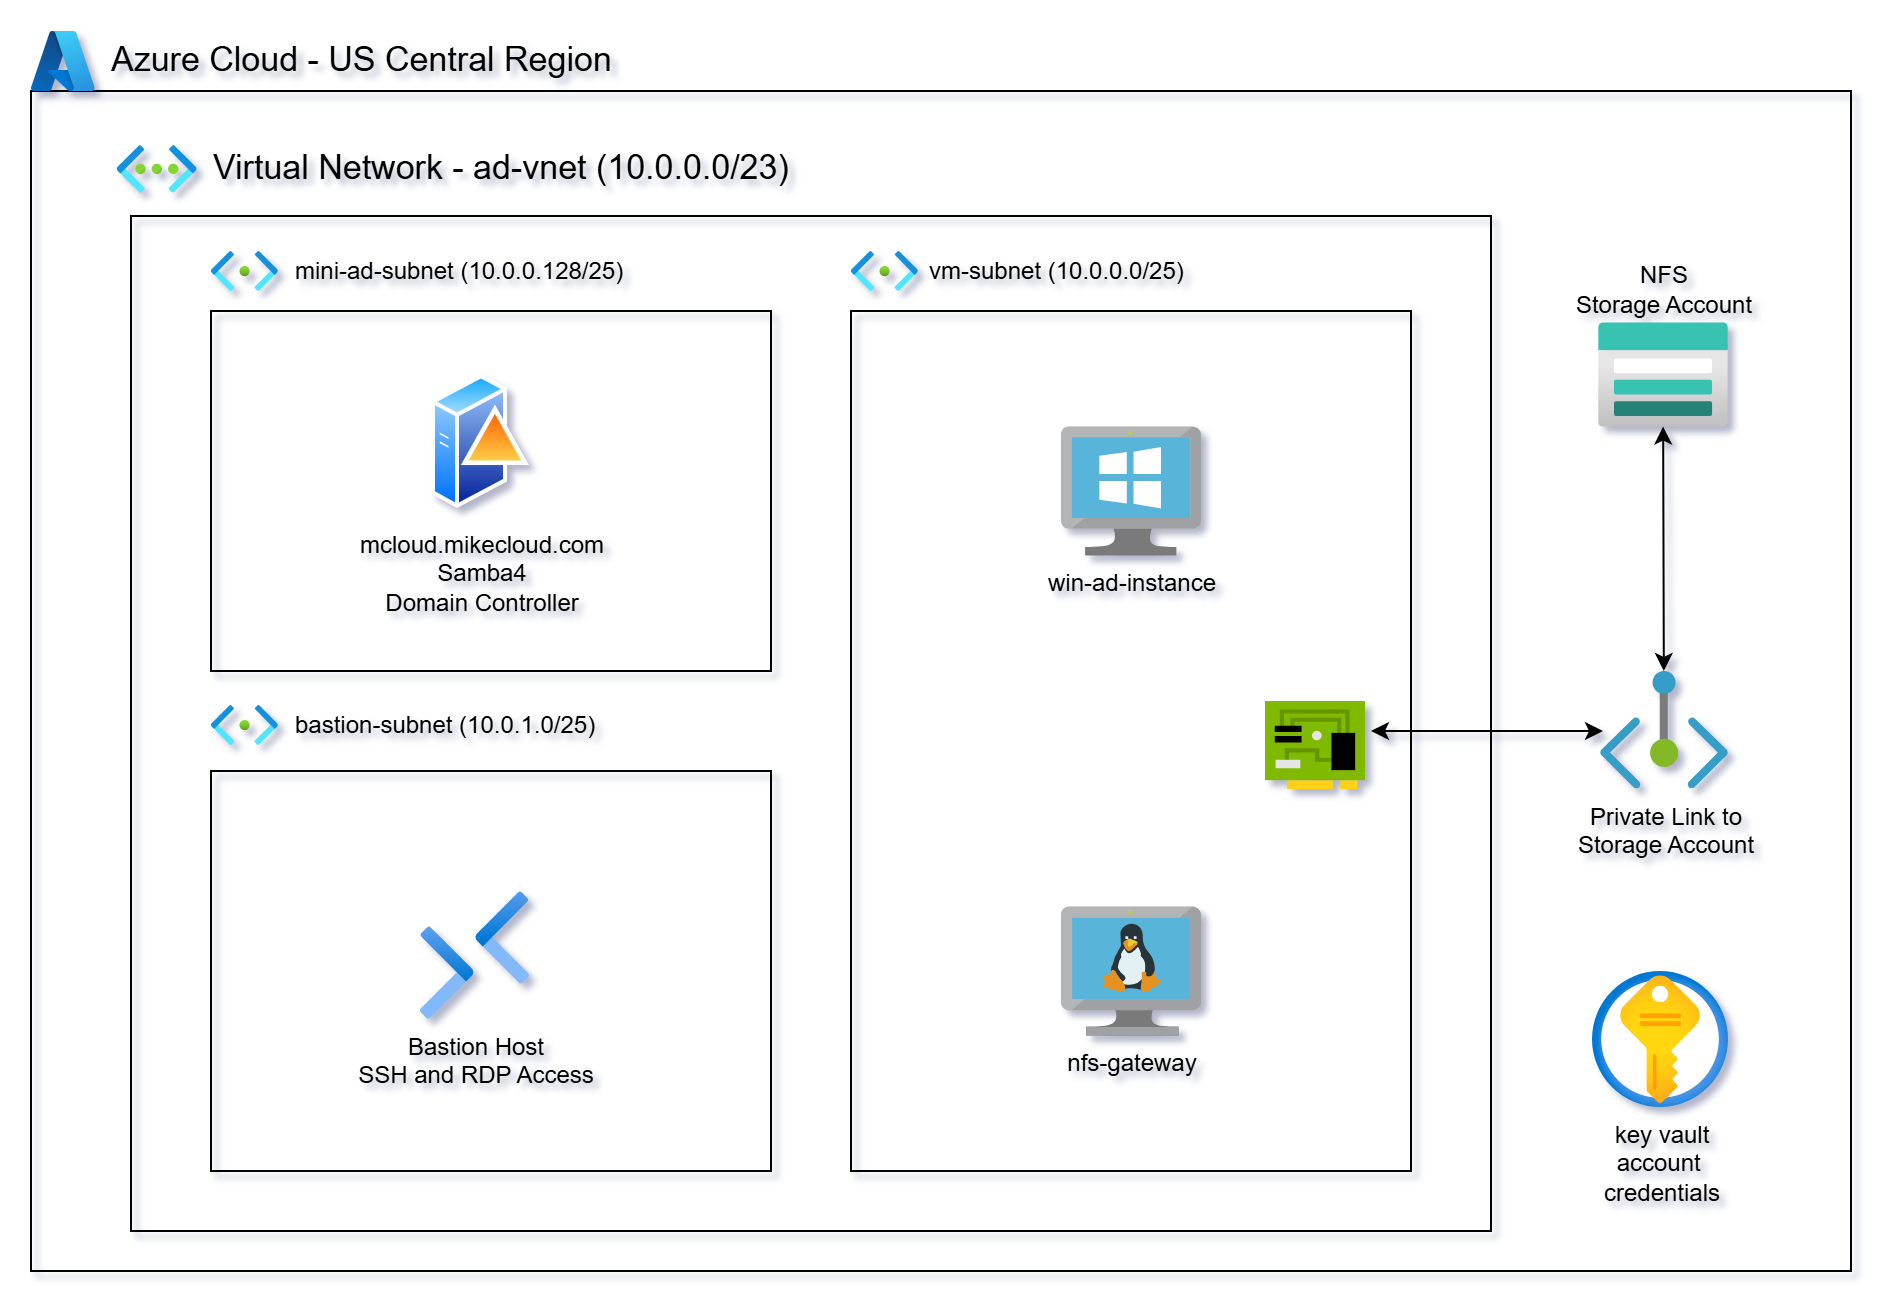 Azure Cloud - US Central Region
Virtual Network - ad-vnet (10.0.0.0/23)
mini-ad-subnet (10.0.0.128/25)
mcloud.mikecloud.com
Samba4
Domain Controller
bastion-subnet (10.0.1.0/25)
Bastion Host
SSH and RDP Access
vm-subnet (10.0.0.0/25)
win-ad-instance
nfs-gateway
NFS
Storage Account
Private Link to
Storage Account
key vault
account
credentials